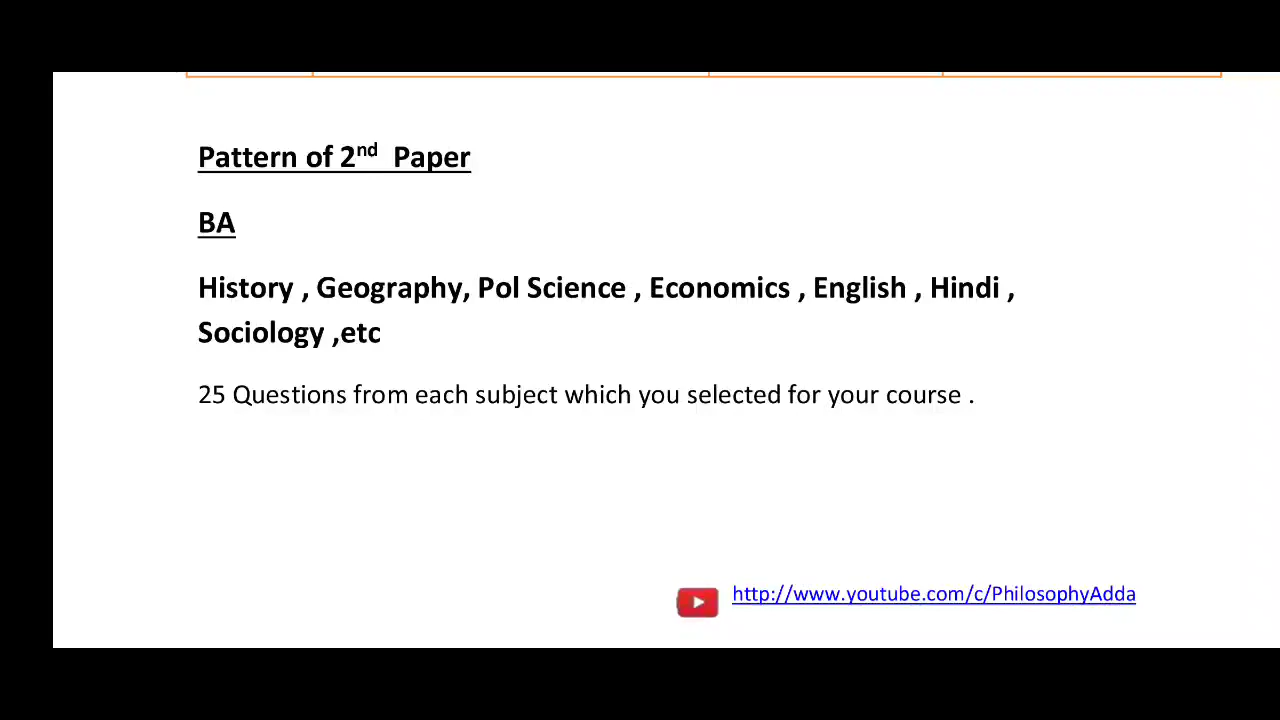 Pattern of 2nd Paper
BA
History , Geography, Pol Science , Economics , English , Hindi ,
Sociology ,etc
25 Questions from each subject which you selected for your course .
http://www.youtube.com/c/PhilosophyAdda